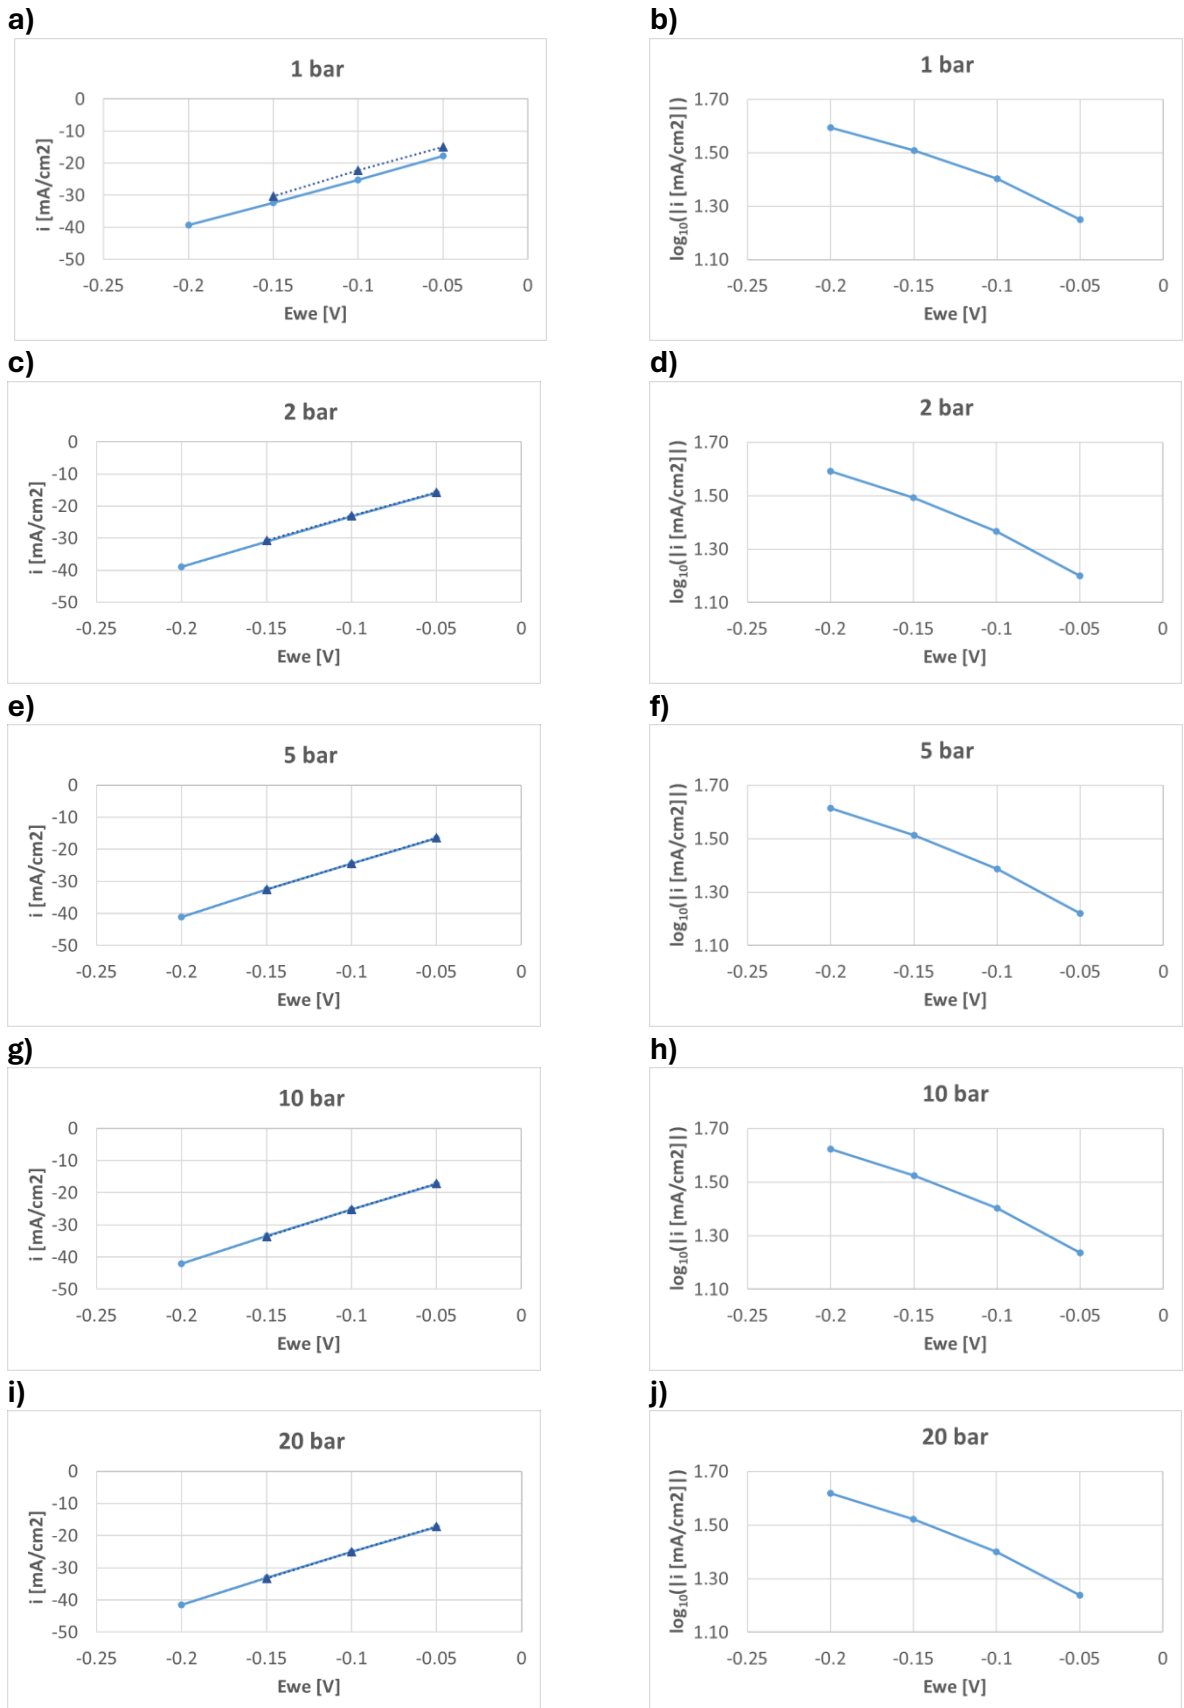 a)
1 bar
0
-10
-20
-30
-40
-50
i [mA/cm2]
-0.25 -0.2 -0.15 -0.1 -0.05 0
Ewe [V]
b)
1 bar
1.70
1.50
1.30
1.10
log₁₀(|i [mA/cm2]|)
-0.25 -0.2 -0.15 -0.1 -0.05 0
Ewe [V]
c)
2 bar
0
-10
-20
-30
-40
-50
i [mA/cm2]
-0.25 -0.2 -0.15 -0.1 -0.05 0
Ewe [V]
d)
2 bar
1.70
1.50
1.30
1.10
log₁₀(|i [mA/cm2]|)
-0.25 -0.2 -0.15 -0.1 -0.05 0
Ewe [V]
e)
5 bar
0
-10
-20
-30
-40
-50
i [mA/cm2]
-0.25 -0.2 -0.15 -0.1 -0.05 0
Ewe [V]
f)
5 bar
1.70
1.50
1.30
1.10
log₁₀(|i [mA/cm2]|)
-0.25 -0.2 -0.15 -0.1 -0.05 0
Ewe [V]
g)
10 bar
0
-10
-20
-30
-40
-50
i [mA/cm2]
-0.25 -0.2 -0.15 -0.1 -0.05 0
Ewe [V]
h)
10 bar
1.70
1.50
1.30
1.10
log₁₀(|i [mA/cm2]|)
-0.25 -0.2 -0.15 -0.1 -0.05 0
Ewe [V]
i)
20 bar
0
-10
-20
-30
-40
-50
i [mA/cm2]
-0.25 -0.2 -0.15 -0.1 -0.05 0
Ewe [V]
j)
20 bar
1.70
1.50
1.30
1.10
log₁₀(|i [mA/cm2]|)
-0.25 -0.2 -0.15 -0.1 -0.05 0
Ewe [V]